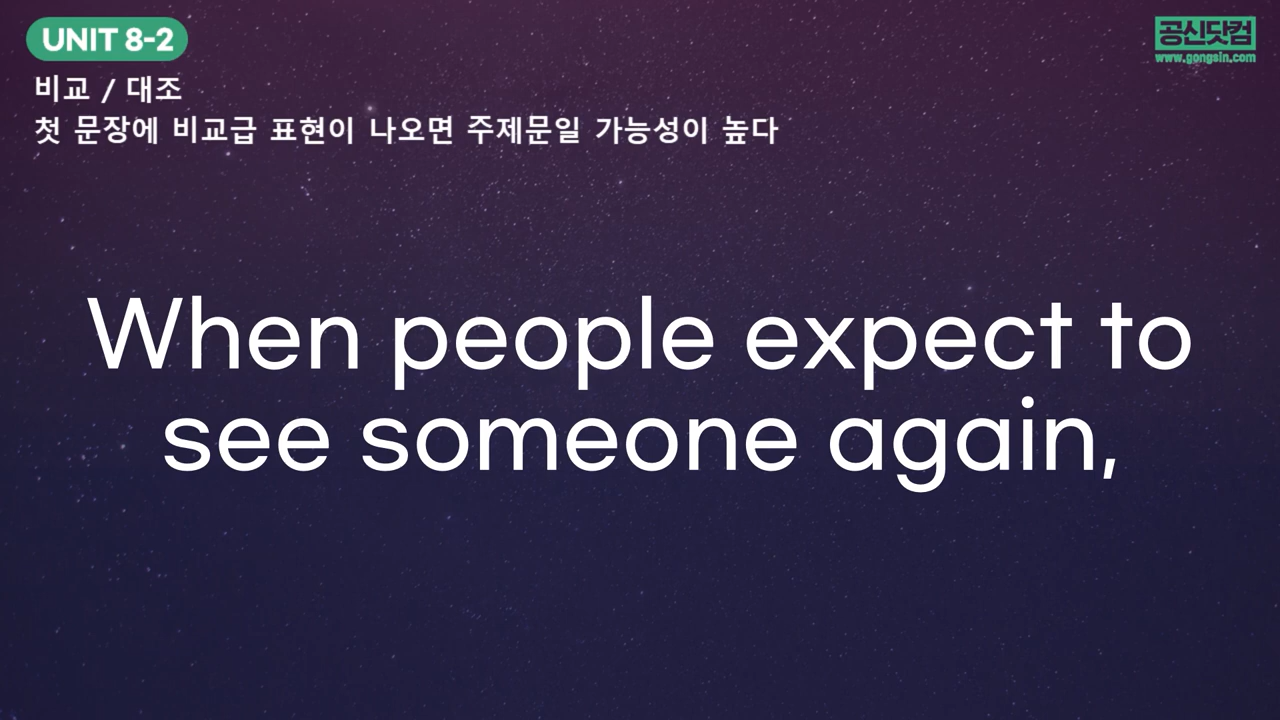 UNIT 8-2
공신닷컴
www.gongsin.com
비교 / 대조
첫 문장에 비교급 표현이 나오면 주제문일 가능성이 높다
When people expect to
see someone again,